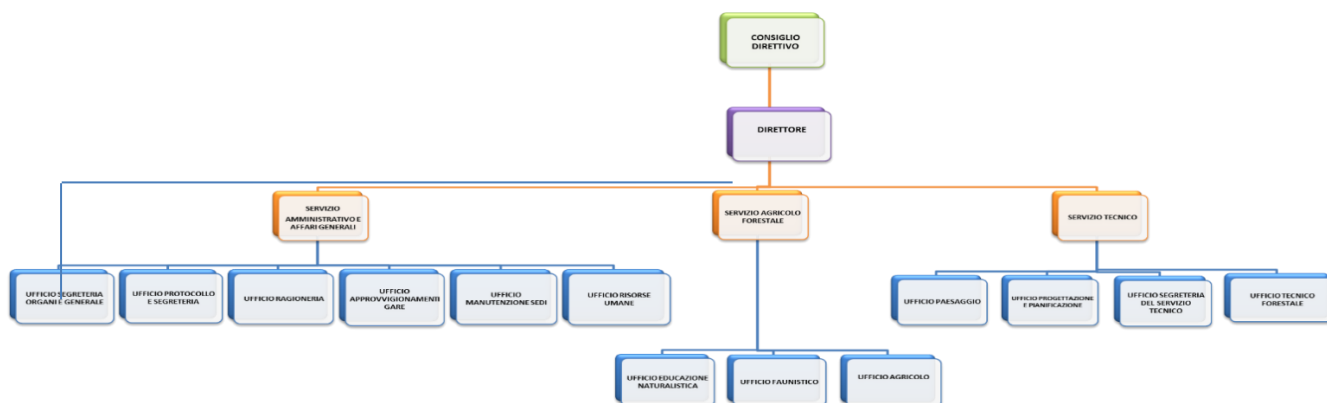 CONSIGLIO
DIRETTIVO
DIRETTORE
SERVIZIO
AMMINISTRATIVO E
AFFARI GENERALI
SERVIZIO AGRICOLO
FORESTALE
SERVIZIO TECNICO
UFFICIO SEGRETERIA
ORGANI E GENERALE
UFFICIO PROTOCOLLO
E SEGRETERIA
UFFICIO RAGIONERIA
UFFICIO
APPROVVIGIONAMENTI
GARE
UFFICIO
MANUTENZIONE SEDI
UFFICIO RISORSE
UMANE
UFFICIO PAESAGGIO
UFFICIO PROGETTAZIONE
E PIANIFICAZIONE
UFFICIO SEGRETERIA
DEL SERVIZIO
TECNICO
UFFICIO TECNICO
FORESTALE
UFFICIO EDUCAZIONE
NATURALISTICA
UFFICIO FAUNISTICO
UFFICIO AGRICOLO